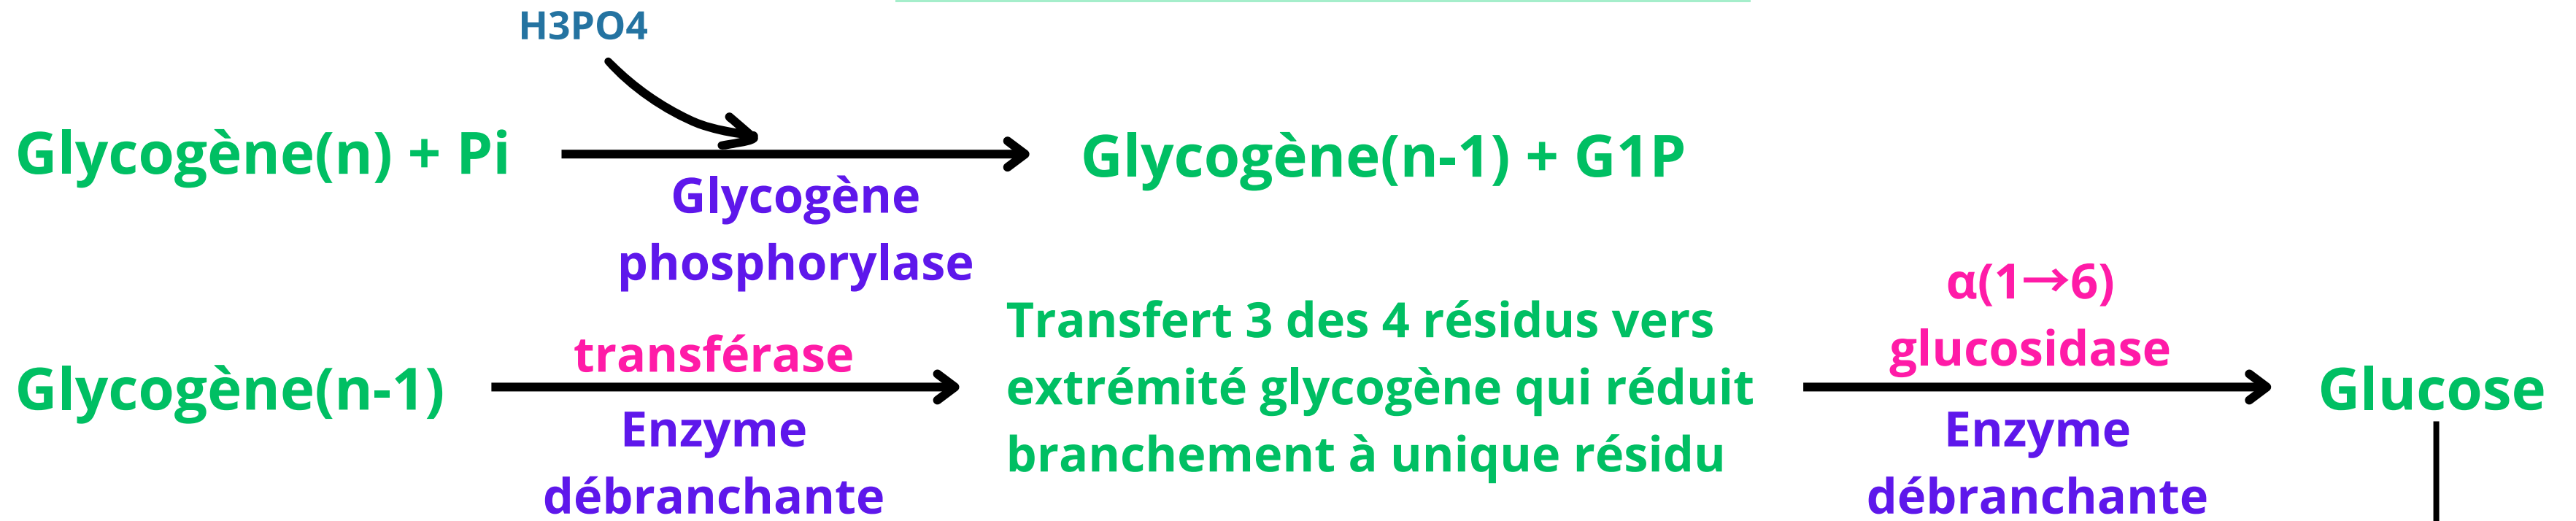 H3PO4
Glycogène(n) + Pi
Glycogène(n-1) + G1P
Glycogène
phosphorylase
Glycogène(n-1)
transférase
Enzyme
débranchante
Transfert 3 des 4 résidus vers
extrémité glycogène qui réduit
branchement à unique résidu
α(1→6)
glucosidase
Enzyme
débranchante
Glucose